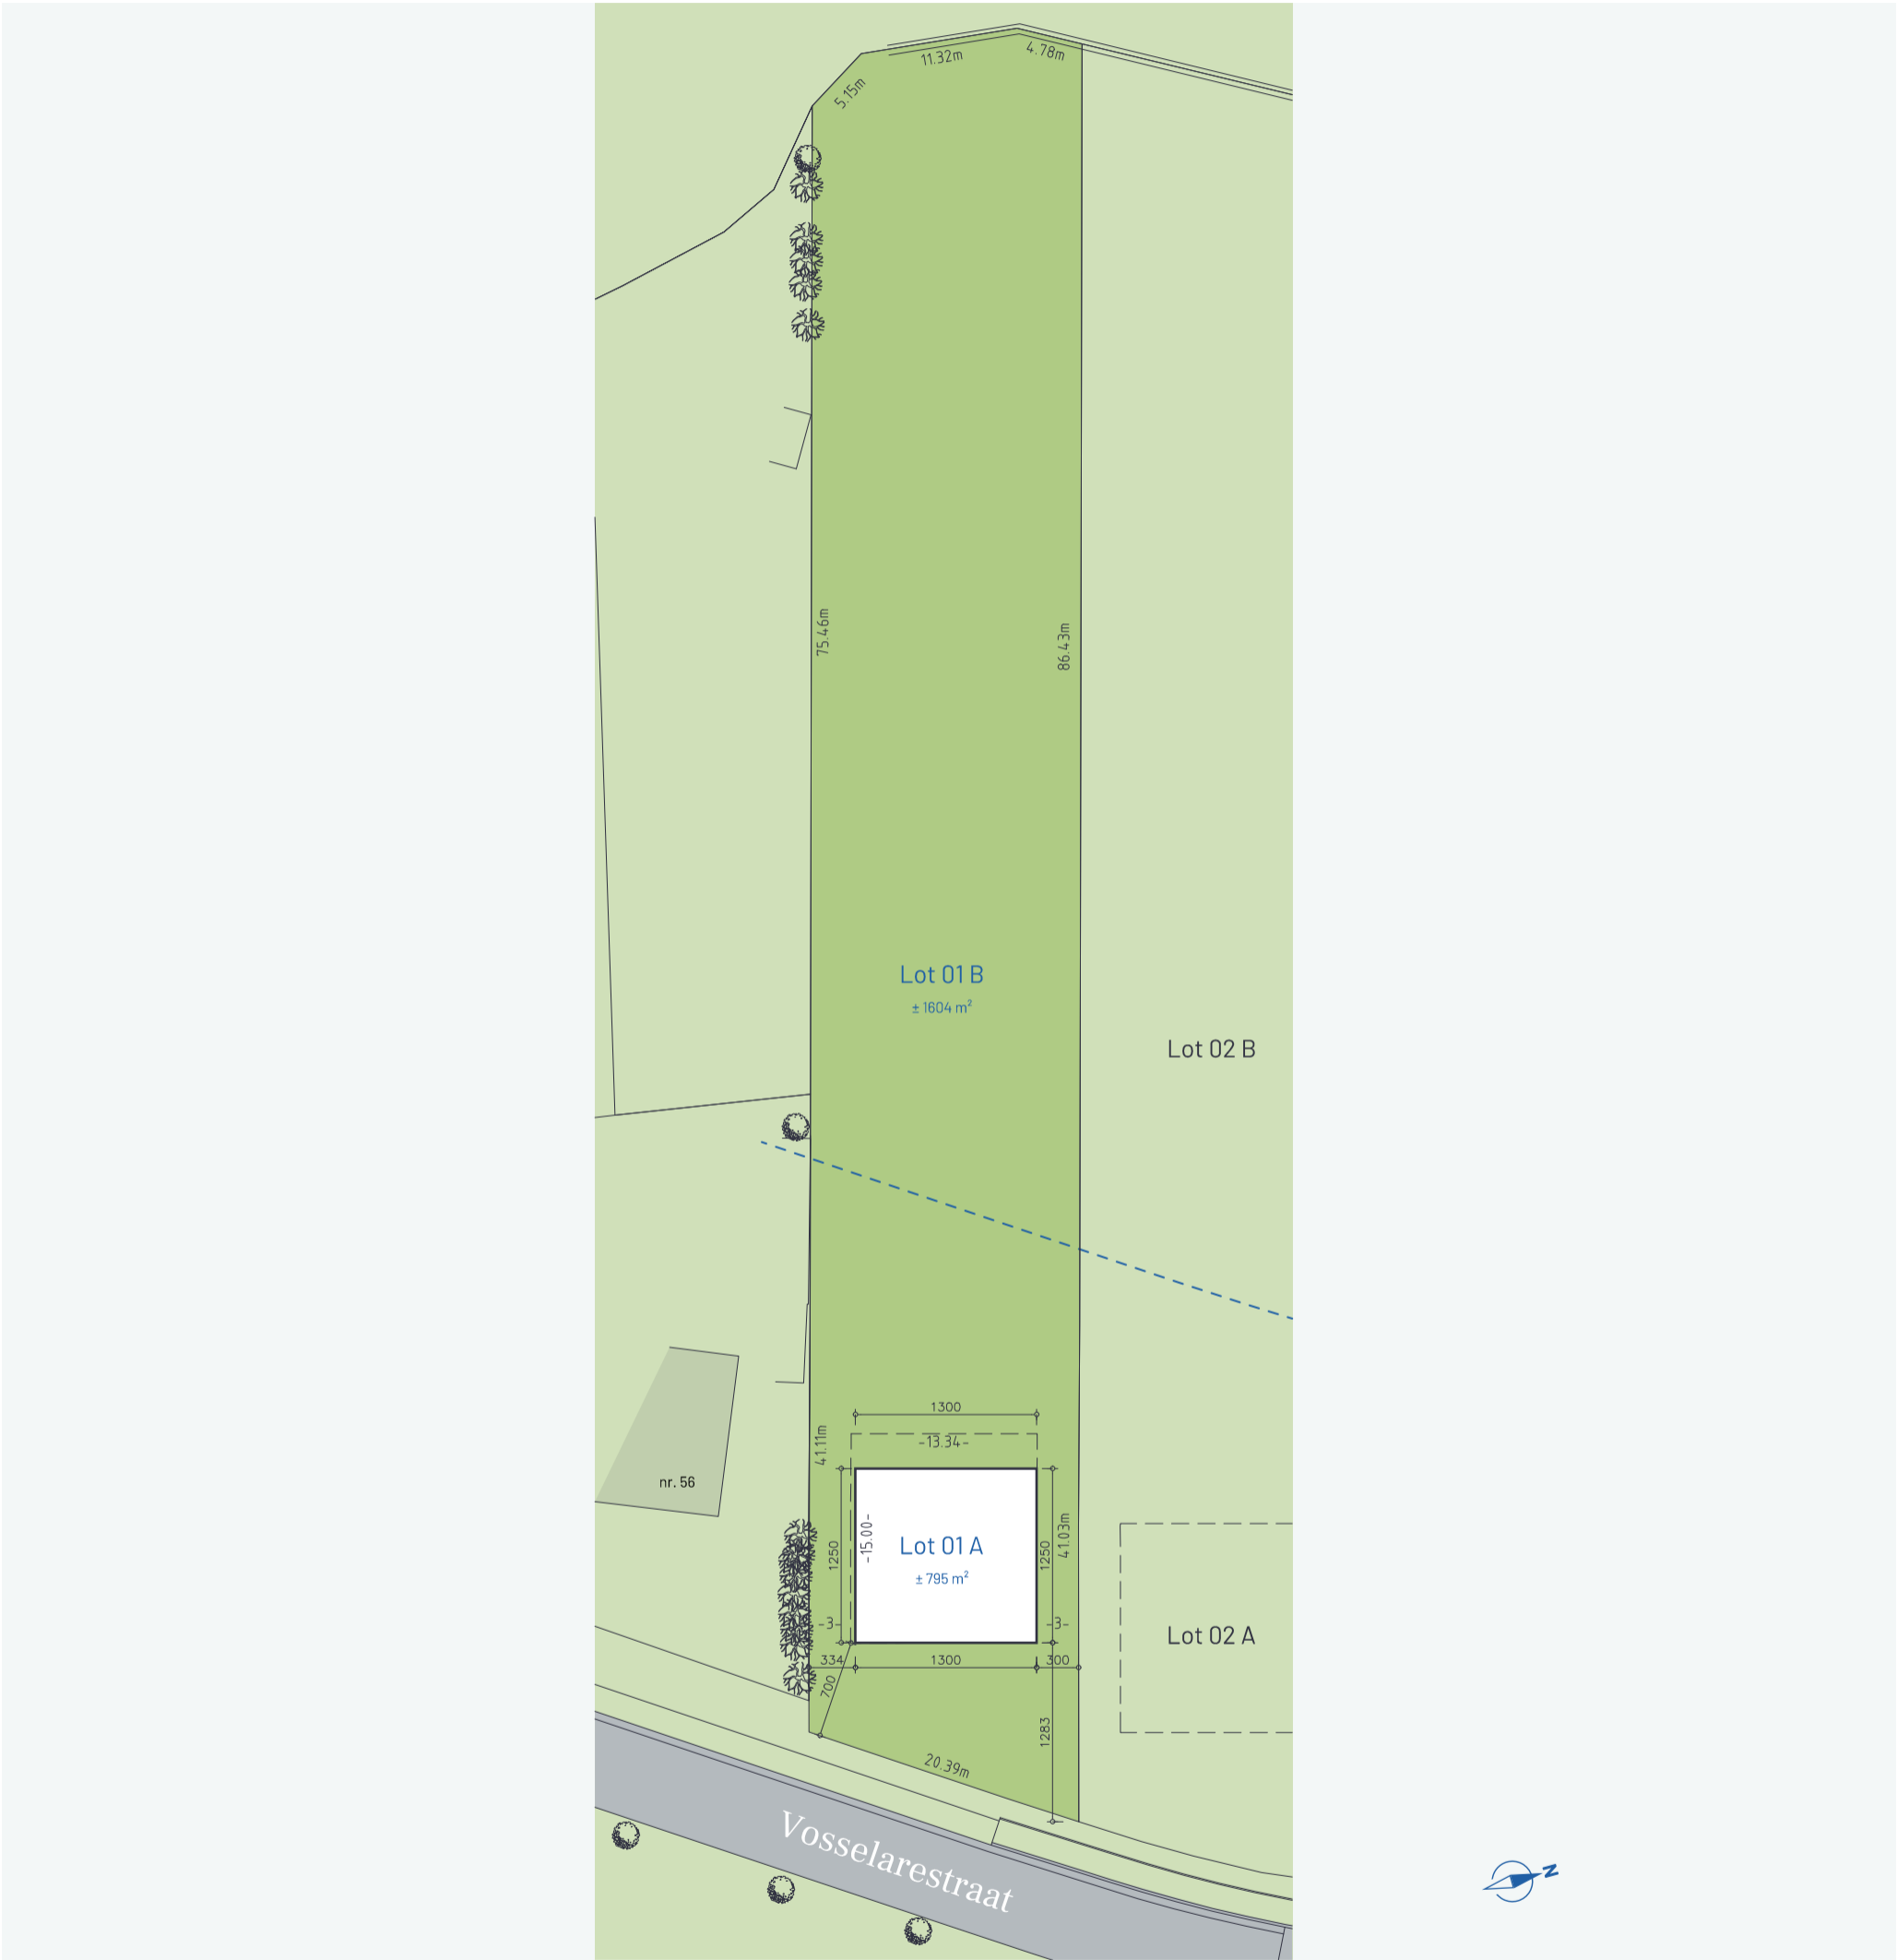 11.32m
4.78m
5.15m
75.46m
86.43m
Lot 01 B
± 1604 m²
Lot 02 B
1300
-13.34-
41.11m
nr. 56
-15.00-
1250
Lot 01 A
± 795 m²
1250
41.03m
-3-
-3-
Lot 02 A
334
1300
300
700
1283
20.39m
Vosselarestraat
N